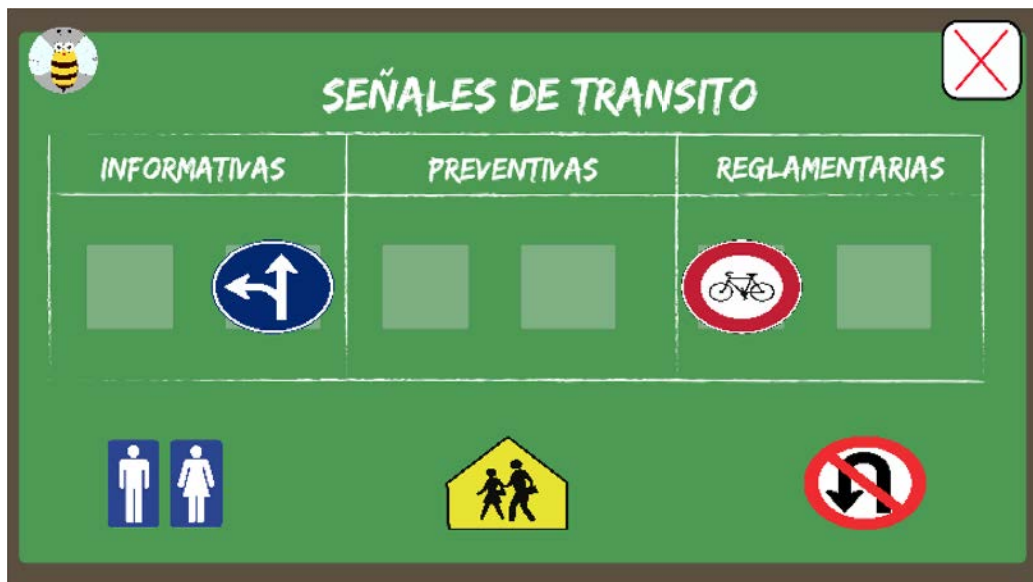 SEÑALES DE TRANSITO
INFORMATIVAS
PREVENTIVAS
REGLAMENTARIAS